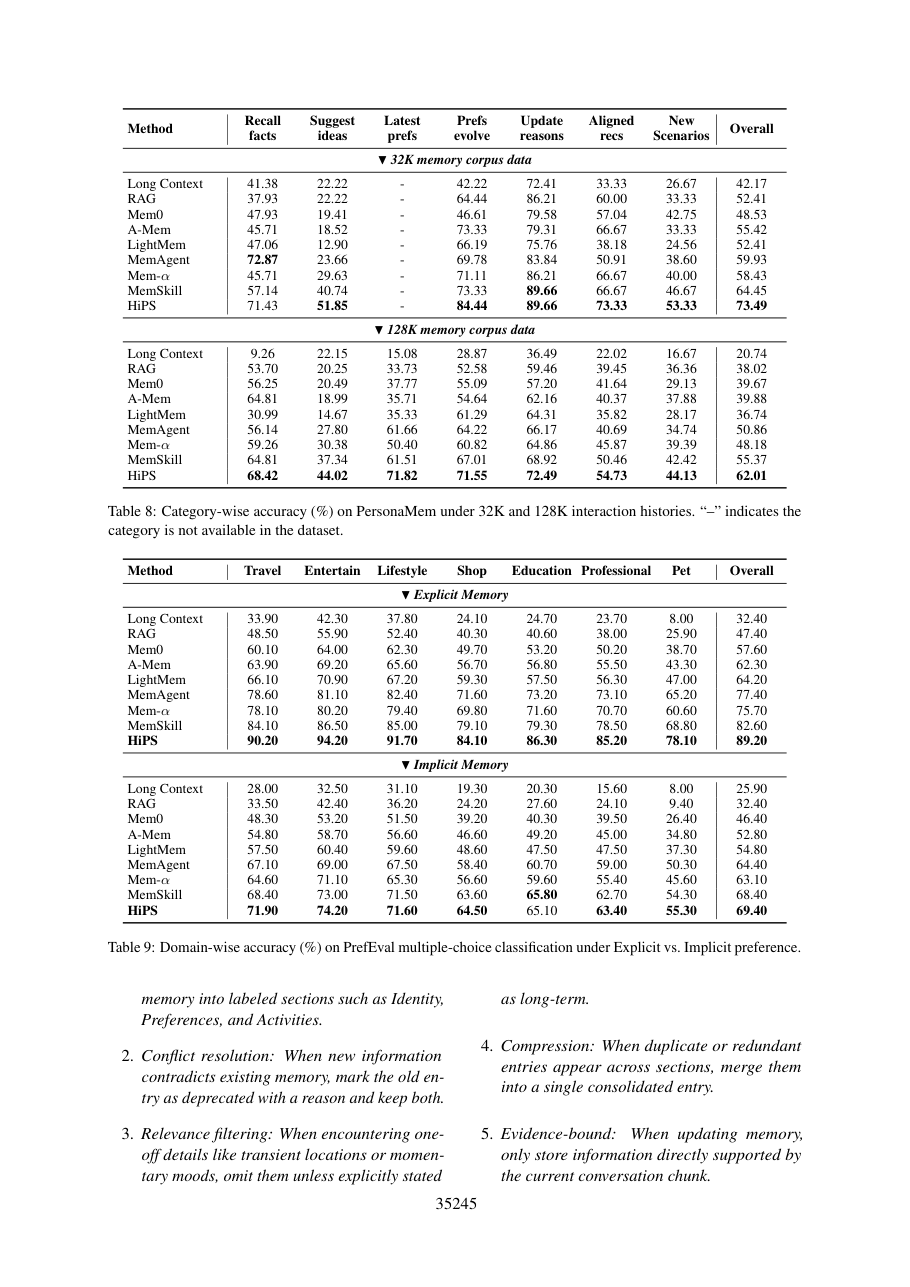 Method Recall facts Suggest ideas Latest prefs Prefs evolve Update reasons Aligned recs New Scenarios Overall
▼ 32K memory corpus data
Long Context 41.38 22.22 - 42.22 72.41 33.33 26.67 42.17
RAG 37.93 22.22 - 64.44 86.21 60.00 33.33 52.41
Mem0 47.93 19.41 - 46.61 79.58 57.04 42.75 48.53
A-Mem 45.71 18.52 - 73.33 79.31 66.67 33.33 55.42
LightMem 47.06 12.90 - 66.19 75.76 38.18 24.56 52.41
MemAgent 72.87 23.66 - 69.78 83.84 50.91 38.60 59.93
Mem-α 45.71 29.63 - 71.11 86.21 66.67 40.00 58.43
MemSkill 57.14 40.74 - 73.33 89.66 66.67 46.67 64.45
HiPS 71.43 51.85 - 84.44 89.66 73.33 53.33 73.49
▼ 128K memory corpus data
Long Context 9.26 22.15 15.08 28.87 36.49 22.02 16.67 20.74
RAG 53.70 20.25 33.73 52.58 59.46 39.45 36.36 38.02
Mem0 56.25 20.49 37.77 55.09 57.20 41.64 29.13 39.67
A-Mem 64.81 18.99 35.71 54.64 62.16 40.37 37.88 39.88
LightMem 30.99 14.67 35.33 61.29 64.31 35.82 28.17 36.74
MemAgent 56.14 27.80 61.66 64.22 66.17 40.69 34.74 50.86
Mem-α 59.26 30.38 50.40 60.82 64.86 45.87 39.39 48.18
MemSkill 64.81 37.34 61.51 67.01 68.92 50.46 42.42 55.37
HiPS 68.42 44.02 71.82 71.55 72.49 54.73 44.13 62.01
Table 8: Category-wise accuracy (%) on PersonaMem under 32K and 128K interaction histories. “–” indicates the
category is not available in the dataset.
Method Travel Entertain Lifestyle Shop Education Professional Pet Overall
▼ Explicit Memory
Long Context 33.90 42.30 37.80 24.10 24.70 23.70 8.00 32.40
RAG 48.50 55.90 52.40 40.30 40.60 38.00 25.90 47.40
Mem0 60.10 64.00 62.30 49.70 53.20 50.20 38.70 57.60
A-Mem 63.90 69.20 65.60 56.70 56.80 55.50 43.30 62.30
LightMem 66.10 70.90 67.20 59.30 57.50 56.30 47.00 64.20
MemAgent 78.60 81.10 82.40 71.60 73.20 73.10 65.20 77.40
Mem-α 78.10 80.20 79.40 69.80 71.60 70.70 60.60 75.70
MemSkill 84.10 86.50 85.00 79.10 79.30 78.50 68.80 82.60
HiPS 90.20 94.20 91.70 84.10 86.30 85.20 78.10 89.20
▼ Implicit Memory
Long Context 28.00 32.50 31.10 19.30 20.30 15.60 8.00 25.90
RAG 33.50 42.40 36.20 24.20 27.60 24.10 9.40 32.40
Mem0 48.30 53.20 51.50 39.20 40.30 39.50 26.40 46.40
A-Mem 54.80 58.70 56.60 46.60 49.20 45.00 34.80 52.80
LightMem 57.50 60.40 59.60 48.60 47.50 47.50 37.30 54.80
MemAgent 67.10 69.00 67.50 58.40 60.70 59.00 50.30 64.40
Mem-α 64.60 71.10 65.30 56.60 59.60 55.40 45.60 63.10
MemSkill 68.40 73.00 71.50 63.60 65.80 62.70 54.30 68.40
HiPS 71.90 74.20 71.60 64.50 65.10 63.40 55.30 69.40
Table 9: Domain-wise accuracy (%) on PrefEval multiple-choice classification under Explicit vs. Implicit preference.
memory into labeled sections such as Identity,
Preferences, and Activities.
2. Conflict resolution: When new information
contradicts existing memory, mark the old en-
try as deprecated with a reason and keep both.
3. Relevance filtering: When encountering one-
off details like transient locations or momen-
tary moods, omit them unless explicitly stated
as long-term.
4. Compression: When duplicate or redundant
entries appear across sections, merge them
into a single consolidated entry.
5. Evidence-bound: When updating memory,
only store information directly supported by
the current conversation chunk.
35245